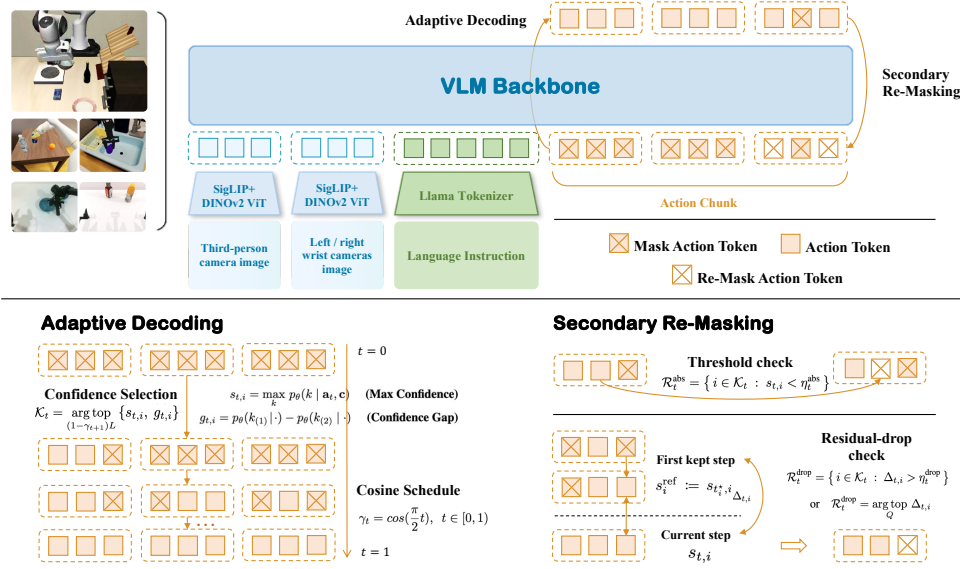 Adaptive Decoding
VLM Backbone
Secondary
Re-Masking
SigLIP+
DINOv2 ViT
SigLIP+
DINOv2 ViT
Llama Tokenizer
Action Chunk
Third-person
camera image
Left / right
wrist cameras
image
Language Instruction
Mask Action Token
Action Token
Re-Mask Action Token
Adaptive Decoding
t = 0
Confidence Selection
s_{t,i} = max_k p_θ(k | a_t, c) (Max Confidence)
K_t = arg top_{(1−γ_{t+1})L} {s_{t,i}, g_{t,i}}
g_{t,i} = p_θ(k_{(1)} | ·) − p_θ(k_{(2)} | ·) (Confidence Gap)
Cosine Schedule
γ_t = cos(π/2 t), t ∈ [0, 1)
...
t = 1
Secondary Re-Masking
Threshold check
R_t^{abs} = { i ∈ K_t : s_{t,i} < η_t^{abs} }
Residual-drop
check
First kept step
s_i^{ref} := s_{t_i^*,i}
Δ_{t,i}
R_t^{drop} = { i ∈ K_t : Δ_{t,i} > η_t^{drop} }
or R_t^{drop} = arg top_Q Δ_{t,i}
Current step
s_{t,i}